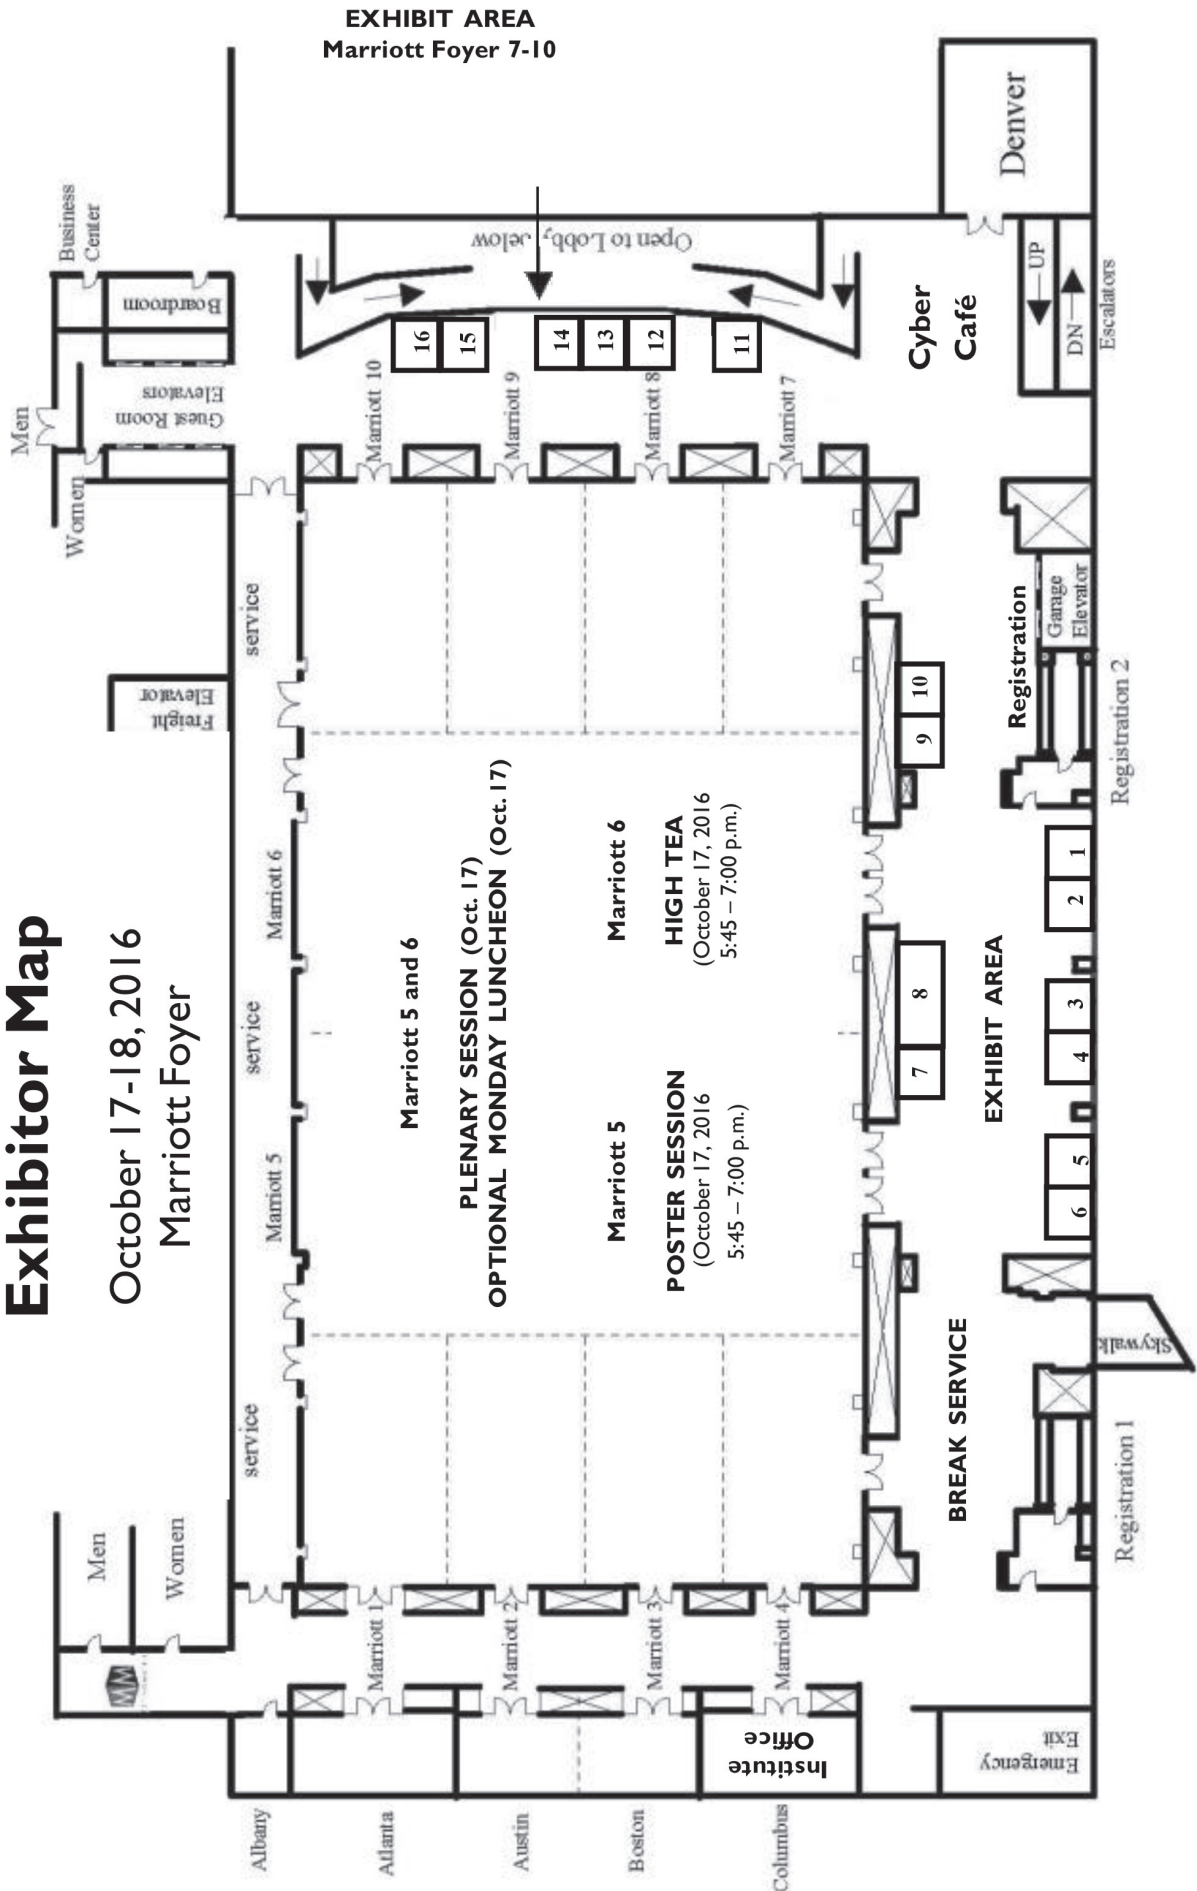 EXHIBIT AREA
Marriott Foyer 7-10
Exhibitor Map
October 17-18, 2016
Marriott Foyer
Men
Women
Freight
Elevator
Women
Men
Business
Center
Boardroom
Guest Room
Elevators
service
service
service
Marriott 5
Marriott 6
Albany
Atlanta
Austin
Boston
Columbus
Institute
Office
Emergency
Exit
Marriott 1
Marriott 2
Marriott 3
Marriott 4
Marriott 5 and 6
PLENARY SESSION (Oct. 17)
OPTIONAL MONDAY LUNCHEON (Oct. 17)
Marriott 5
POSTER SESSION
(October 17, 2016
5:45 – 7:00 p.m.)
Marriott 6
HIGH TEA
(October 17, 2016
5:45 – 7:00 p.m.)
Marriott 10
Marriott 9
Marriott 8
Marriott 7
16
15
14
13
12
11
Open to Lobby Below
Denver
Cyber
Café
UP
DN
Escalators
BREAK SERVICE
EXHIBIT AREA
7
8
9
10
Registration
Garage
Elevator
6
5
4
3
2
1
Registration 1
Skywalk
Registration 2